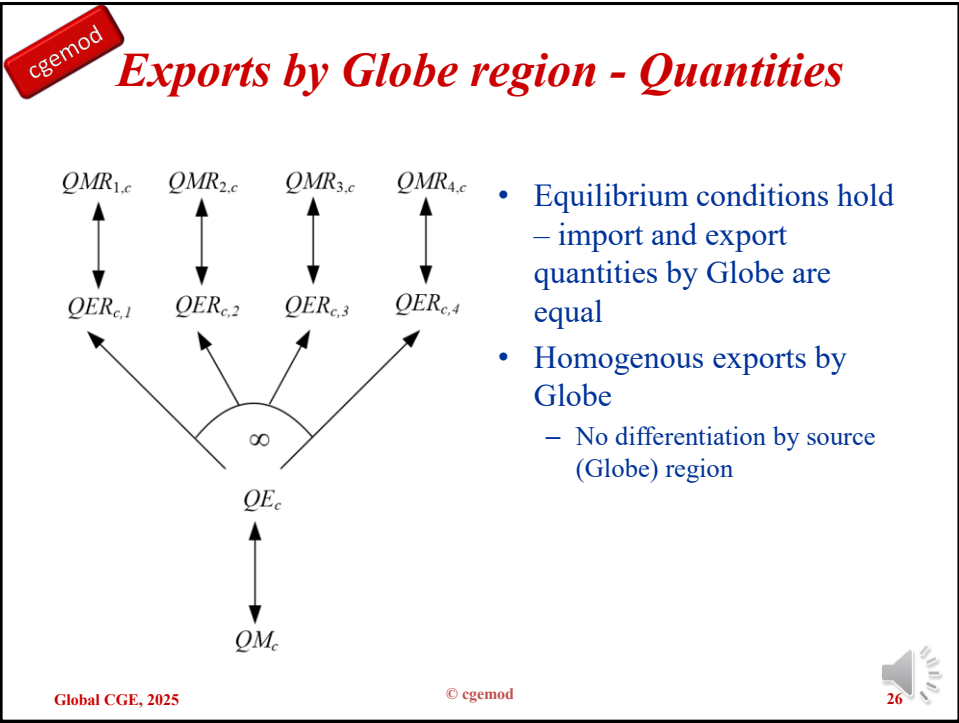 cgemod
Exports by Globe region - Quantities
QMR1,c QMR2,c QMR3,c QMR4,c
QERc,1 QERc,2 QERc,3 QERc,4
∞
QEc
QMc
• Equilibrium conditions hold
– import and export
quantities by Globe are
equal
• Homogenous exports by
Globe
– No differentiation by source
(Globe) region
Global CGE, 2025
© cgemod
26